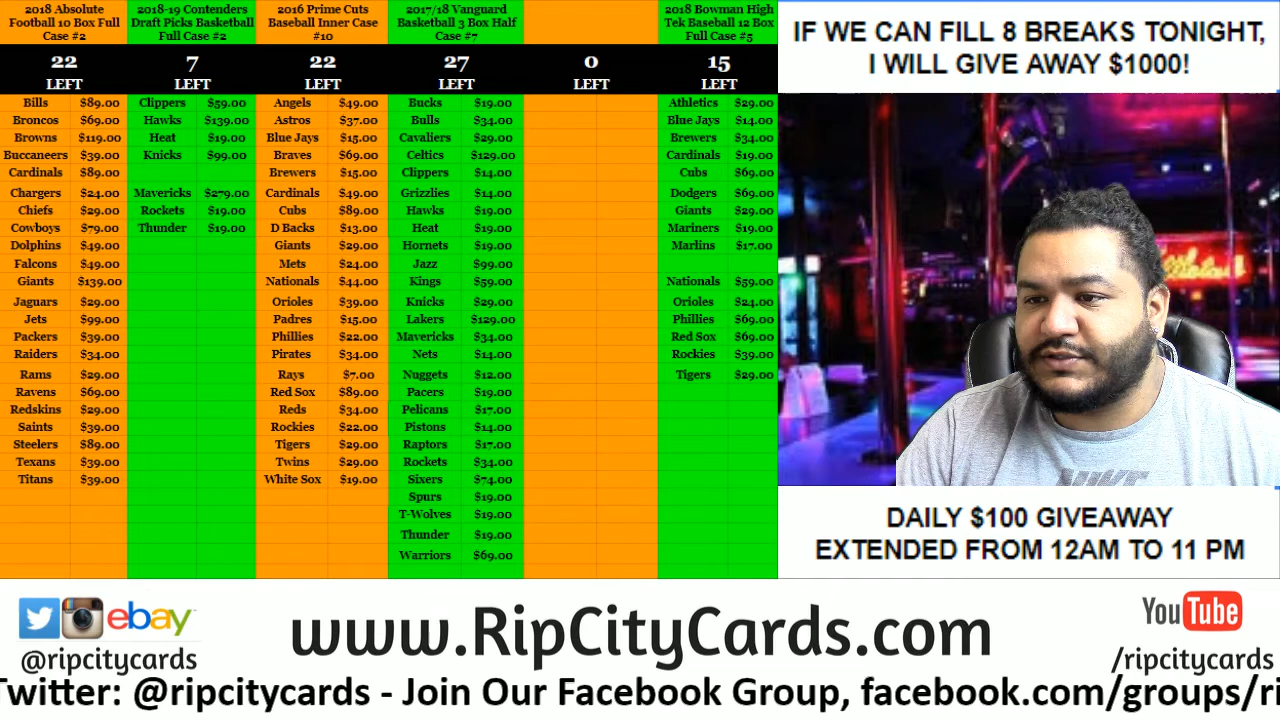 2018 Absolute
Football 10 Box Full
Case #2
22
LEFT
Bills $89.00
Broncos $69.00
Browns $119.00
Buccaneers $39.00
Cardinals $89.00
Chargers $24.00
Chiefs $29.00
Cowboys $79.00
Dolphins $49.00
Falcons $49.00
Giants $139.00
Jaguars $29.00
Jets $99.00
Packers $39.00
Raiders $34.00
Rams $29.00
Ravens $69.00
Redskins $29.00
Saints $39.00
Steelers $89.00
Texans $39.00
Titans $39.00
2018-19 Contenders
Draft Picks Basketball
Full Case #2
7
LEFT
Clippers $59.00
Hawks $139.00
Heat $19.00
Knicks $99.00
Mavericks $279.00
Rockets $19.00
Thunder $19.00
2016 Prime Cuts
Baseball Inner Case
#10
22
LEFT
Angels $49.00
Astros $37.00
Blue Jays $15.00
Braves $69.00
Brewers $15.00
Cardinals $49.00
Cubs $89.00
D Backs $13.00
Giants $29.00
Mets $24.00
Nationals $44.00
Orioles $39.00
Padres $15.00
Phillies $22.00
Pirates $34.00
Rays $7.00
Red Sox $89.00
Reds $34.00
Rockies $22.00
Tigers $29.00
Twins $29.00
White Sox $19.00
2017/18 Vanguard
Basketball 3 Box Half
Case #7
27
LEFT
Bucks $19.00
Bulls $34.00
Cavaliers $29.00
Celtics $129.00
Clippers $14.00
Grizzlies $14.00
Hawks $19.00
Heat $19.00
Hornets $19.00
Jazz $99.00
Kings $59.00
Knicks $29.00
Lakers $129.00
Mavericks $34.00
Nets $14.00
Nuggets $12.00
Pacers $19.00
Pelicans $17.00
Pistons $14.00
Raptors $17.00
Rockets $34.00
Sixers $74.00
Spurs $19.00
T-Wolves $19.00
Thunder $19.00
Warriors $69.00
0
LEFT
2018 Bowman High
Tek Baseball 12 Box
Full Case #5
15
LEFT
Athletics $29.00
Blue Jays $14.00
Brewers $34.00
Cardinals $19.00
Cubs $69.00
Dodgers $69.00
Giants $29.00
Mariners $19.00
Marlins $17.00
Nationals $59.00
Orioles $24.00
Phillies $69.00
Red Sox $69.00
Rockies $39.00
Tigers $29.00
IF WE CAN FILL 8 BREAKS TONIGHT,
I WILL GIVE AWAY $1000!
NIKE
DAILY $100 GIVEAWAY
EXTENDED FROM 12AM TO 11 PM
ebay
@ripcitycards
www.RipCityCards.com
YouTube
/ripcitycards
Twitter: @ripcitycards - Join Our Facebook Group, facebook.com/groups/ri